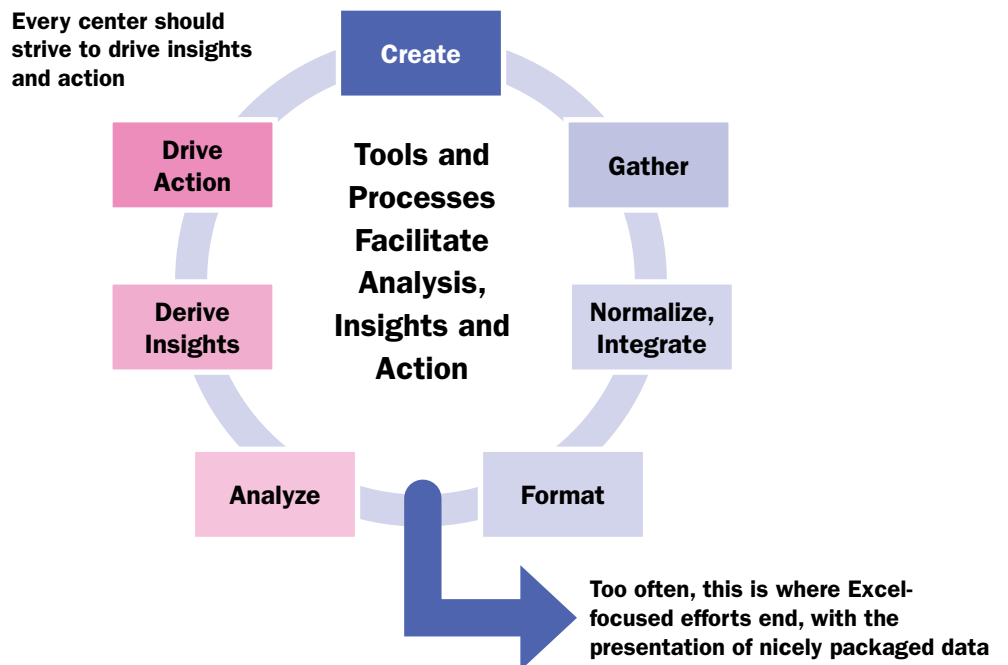 Every center should
strive to drive insights
and action
Create
Gather
Normalize,
Integrate
Format
Analyze
Derive
Insights
Drive
Action
Tools and
Processes
Facilitate
Analysis,
Insights and
Action
Too often, this is where Excel-
focused efforts end, with the
presentation of nicely packaged data